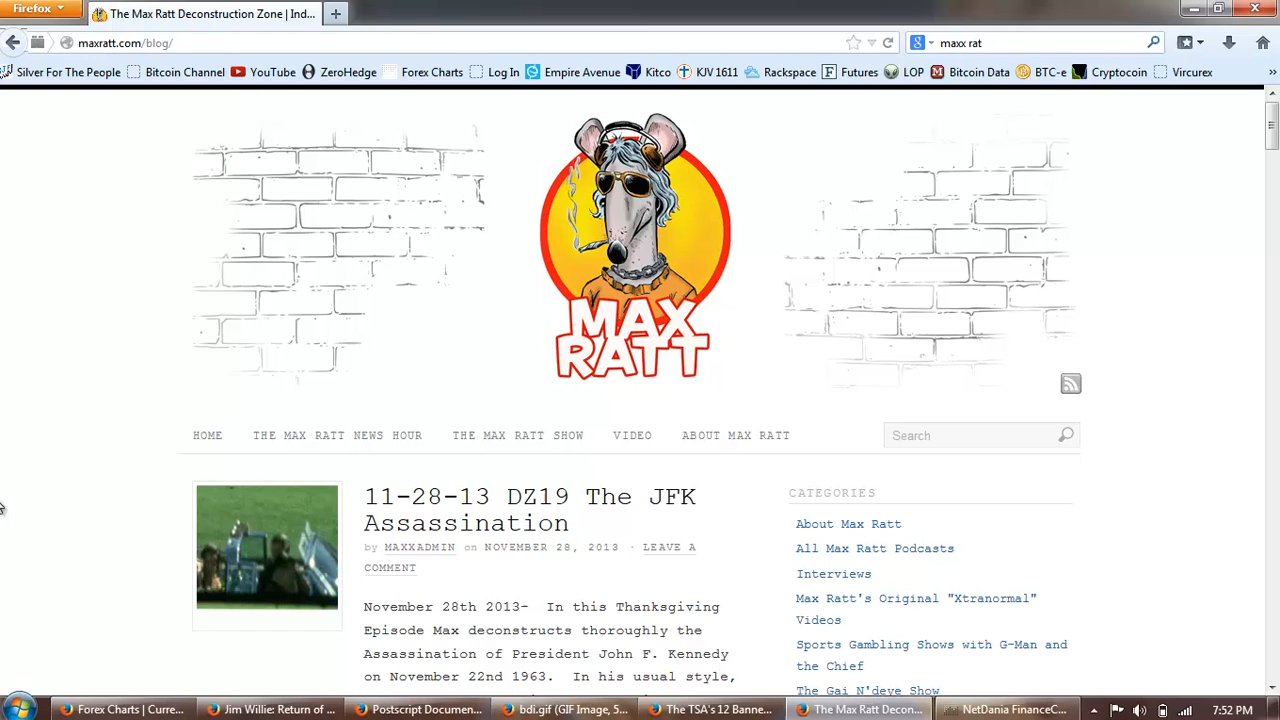 Firefox
The Max Ratt Deconstruction Zone | Ind...
maxratt.com/blog/
maxx rat
Silver For The People
Bitcoin Channel
YouTube
ZeroHedge
Forex Charts
Log In
Empire Avenue
Kitco
KJV 1611
Rackspace
Futures
LOP
Bitcoin Data
BTC-e
Cryptocoin
Vircurex
MAX
RATT
HOME
THE MAX RATT NEWS HOUR
THE MAX RATT SHOW
VIDEO
ABOUT MAX RATT
Search
11-28-13 DZ19 The JFK
Assassination
by MAXXADMIN on NOVEMBER 28, 2013 · LEAVE A
COMMENT
November 28th 2013- In this Thanksgiving
Episode Max deconstructs thoroughly the
Assassination of President John F. Kennedy
on November 22nd 1963. In his usual style,
CATEGORIES
About Max Ratt
All Max Ratt Podcasts
Interviews
Max Ratt's Original "Xtranormal"
Videos
Sports Gambling Shows with G-Man and
the Chief
The Gai N'deve Show
Forex Charts | Curre...
Jim Willie: Return of ...
Postscript Documen...
bdi.gif (GIF Image, 5...
The TSA's 12 Banne...
The Max Ratt Decon...
NetDania FinanceC...
7:52 PM